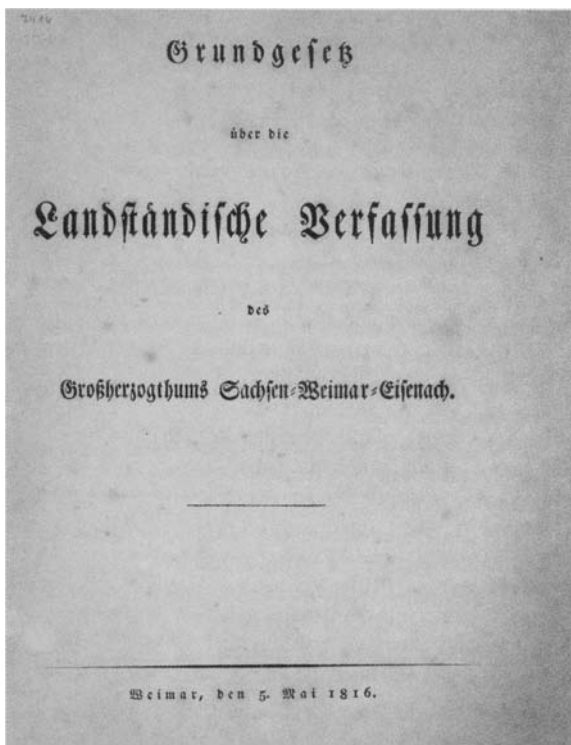 Grundgesetz
über die
Landständische Verfassung
des
Großherzogthums Sachsen-Weimar-Eisenach.
Weimar, den 5. Mai 1816.